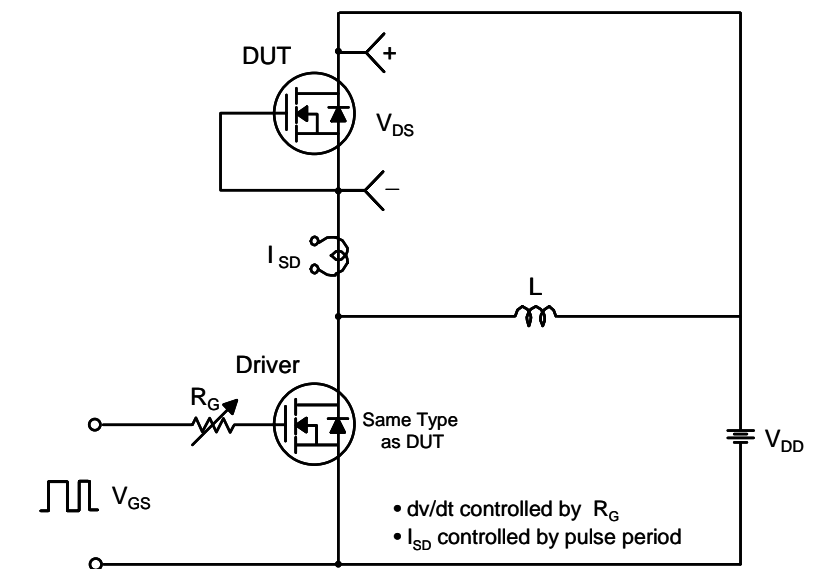 DUT
+
V_DS
–
I_SD
L
Driver
R_G
Same Type
as DUT
V_DD
V_GS
• dv/dt controlled by R_G
• I_SD controlled by pulse period